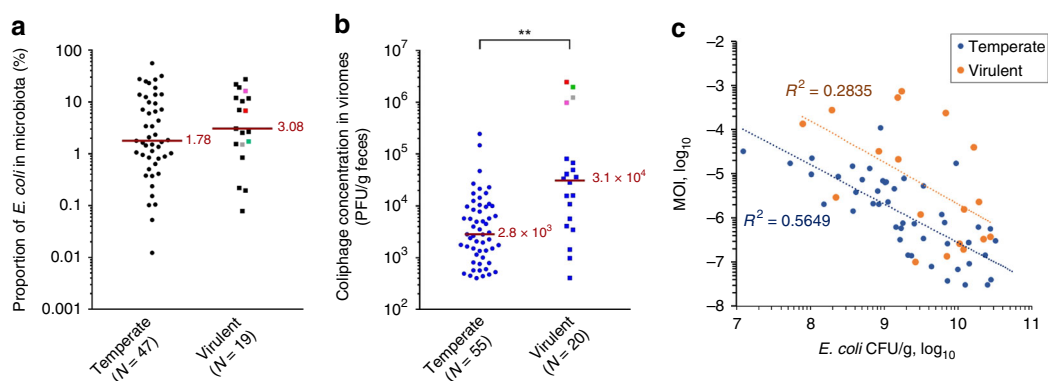 a
Proportion of E. coli in microbiota (%)
100
10
1
0.1
0.01
0.001
1.78
3.08
Temperate
(N = 47)
Virulent
(N = 19)
b
Coliphage concentration in viromes
(PFU/g feces)
10⁷
10⁶
10⁵
10⁴
10³
10²
**
2.8 × 10³
3.1 × 10⁴
Temperate
(N = 55)
Virulent
(N = 20)
c
MOI, log₁₀
–2
–3
–4
–5
–6
–7
–8
Temperate
Virulent
R² = 0.2835
R² = 0.5649
7
8
9
10
11
E. coli CFU/g, log₁₀